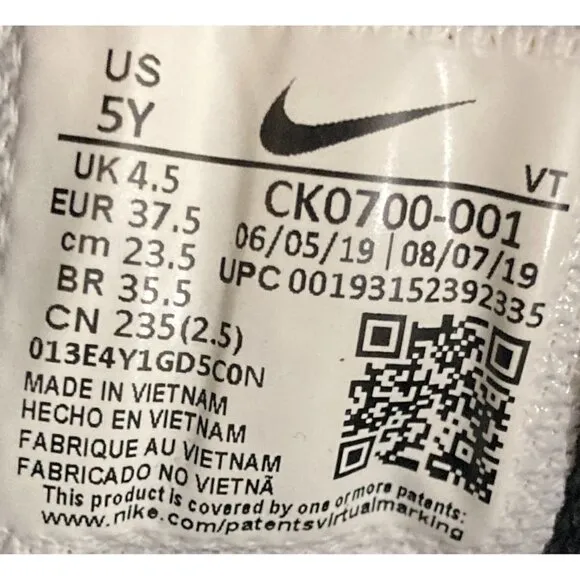 US
5Y
VT
UK 4.5
EUR 37.5
cm 23.5
BR 35.5
CN 235(2.5)
CK0700-001
06/05/19 | 08/07/19
UPC 00193152392335
013E4Y1GD5C0N
MADE IN VIETNAM
HECHO EN VIETNAM
FABRIQUE AU VIETNAM
FABRICADO NO VIETNÃ
This product is covered by one or more patents:
www.nike.com/patentsvirtualmarking